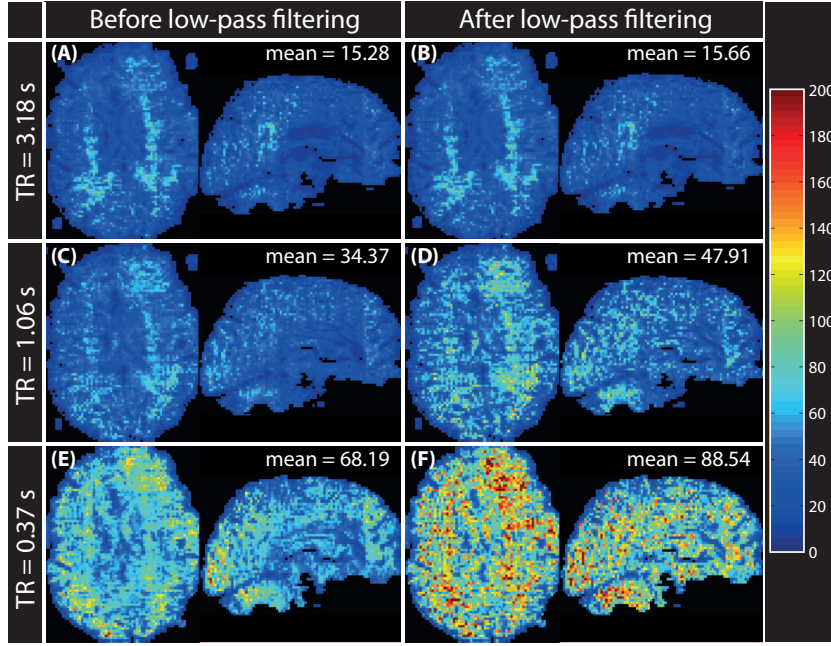 Before low-pass filtering
After low-pass filtering
TR = 3.18 s
(A)
mean = 15.28
(B)
mean = 15.66
TR = 1.06 s
(C)
mean = 34.37
(D)
mean = 47.91
TR = 0.37 s
(E)
mean = 68.19
(F)
mean = 88.54
200
180
160
140
120
100
80
60
40
20
0